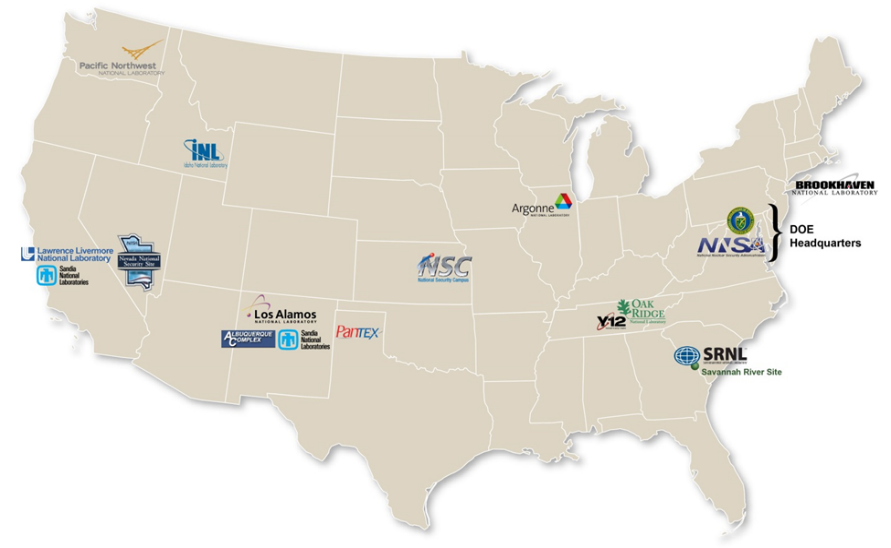 Pacific Northwest
NATIONAL LABORATORY
INL
Idaho National Laboratory
Argonne
NATIONAL LABORATORY
BROOKHAVEN
NATIONAL LABORATORY
NNSA
National Nuclear Security Administration
DOE
Headquarters
Lawrence Livermore
National Laboratory
Sandia
National
Laboratories
Nevada National
Security Site
NSC
National Security Campus
Los Alamos
NATIONAL LABORATORY
ALBUQUERQUE
COMPLEX
Sandia
National
Laboratories
PanTEX
OAK
RIDGE
National Laboratory
Y-12
SRNL
Savannah River Site